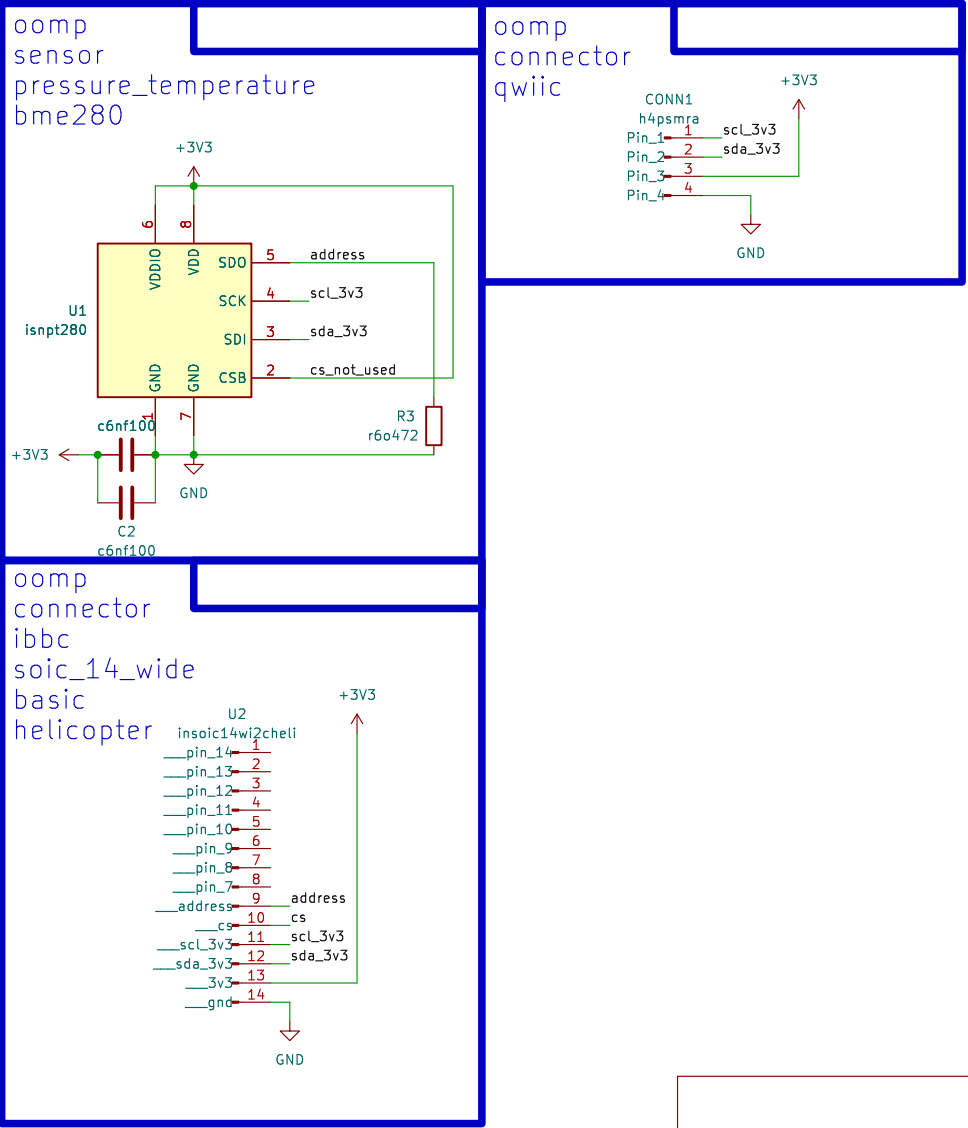 oomp
sensor
pressure_temperature
bme280
+3V3
6
8
VDDIO
VDD
SDO
5
address
SCK
4
scl_3v3
U1
isnpt280
SDI
3
sda_3v3
GND
GND
CSB
2
cs_not_used
1
7
c6nf100
R3
r6o472
+3V3
GND
C2
c6nf100
oomp
connector
qwiic
+3V3
CONN1
h4psmra
Pin_1
1
scl_3v3
Pin_2
2
sda_3v3
Pin_3
3
Pin_4
4
GND
oomp
connector
ibbc
soic_14_wide
basic
helicopter
+3V3
U2
insoic14wi2cheli
___pin_14
1
___pin_13
2
___pin_12
3
___pin_11
4
___pin_10
5
___pin_9
6
___pin_8
7
___pin_7
8
___address
9
address
___cs
10
cs
___scl_3v3
11
scl_3v3
___sda_3v3
12
sda_3v3
___3v3
13
___gnd
14
GND